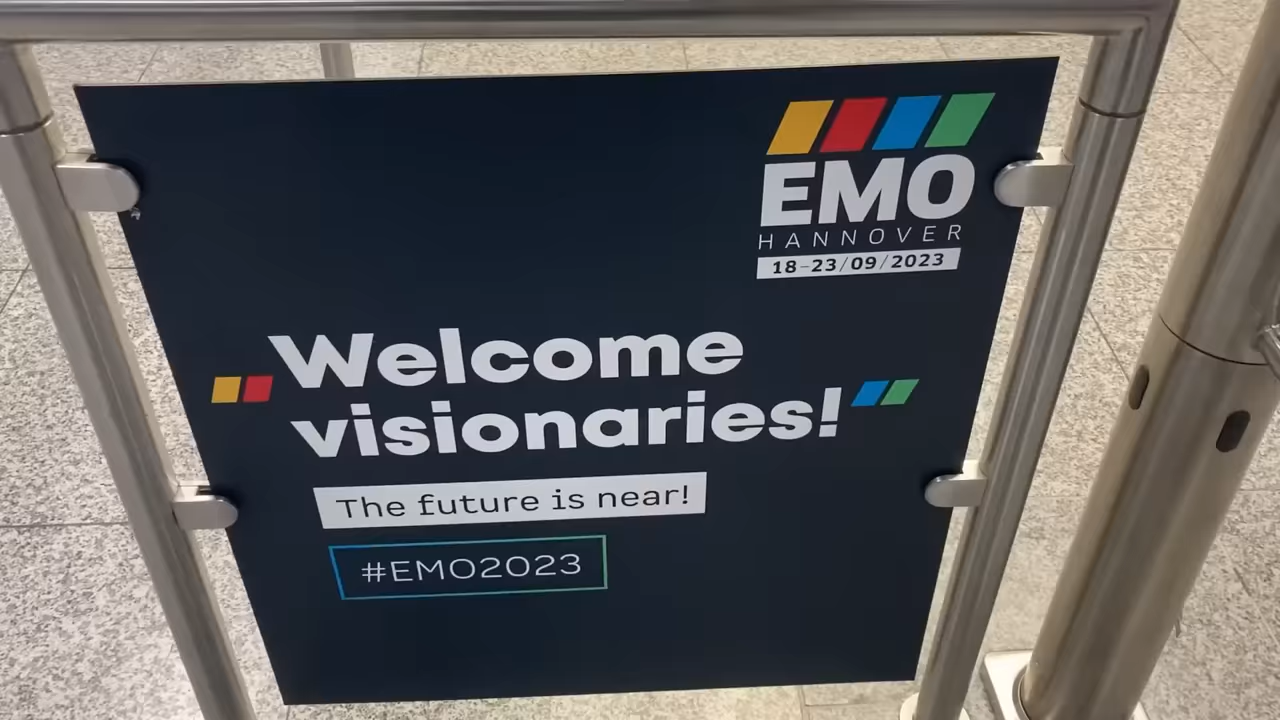 EMO
HANNOVER
18-23/09/2023
Welcome
visionaries!
The future is near!
#EMO2023